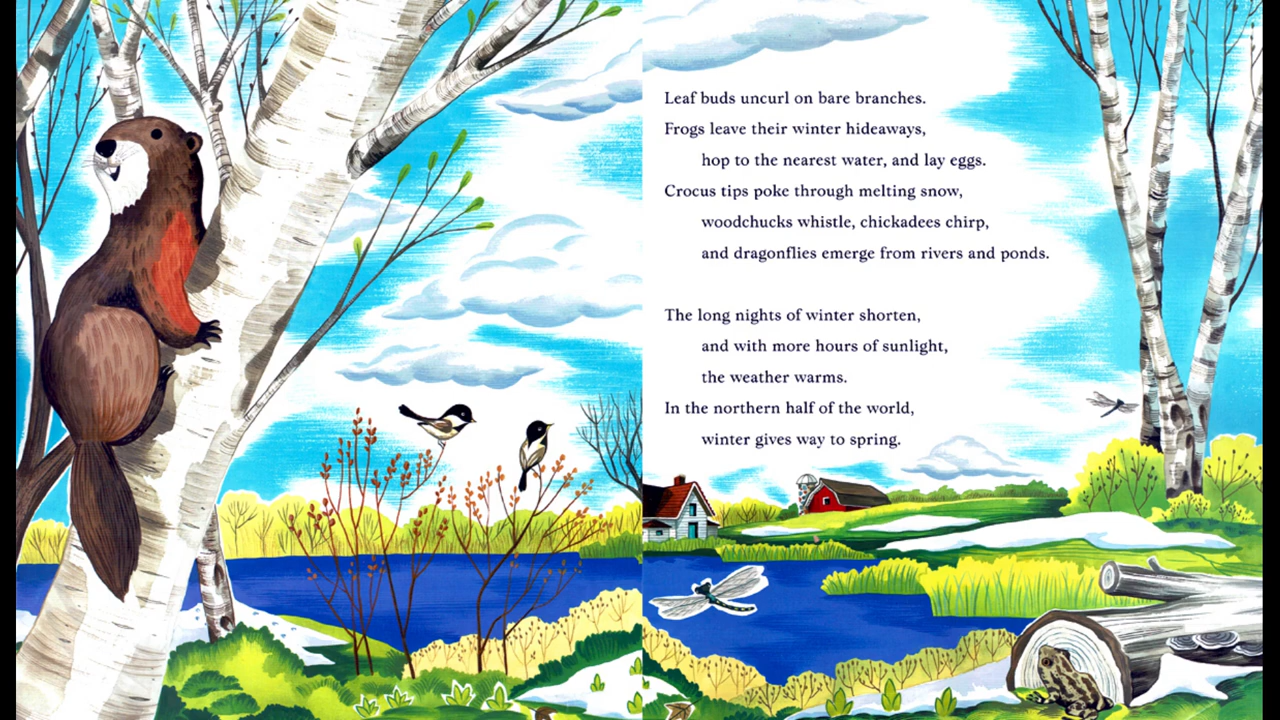 Leaf buds uncurl on bare branches.
Frogs leave their winter hideaways,
hop to the nearest water, and lay eggs.
Crocus tips poke through melting snow,
woodchucks whistle, chickadees chirp,
and dragonflies emerge from rivers and ponds.
The long nights of winter shorten,
and with more hours of sunlight,
the weather warms.
In the northern half of the world,
winter gives way to spring.